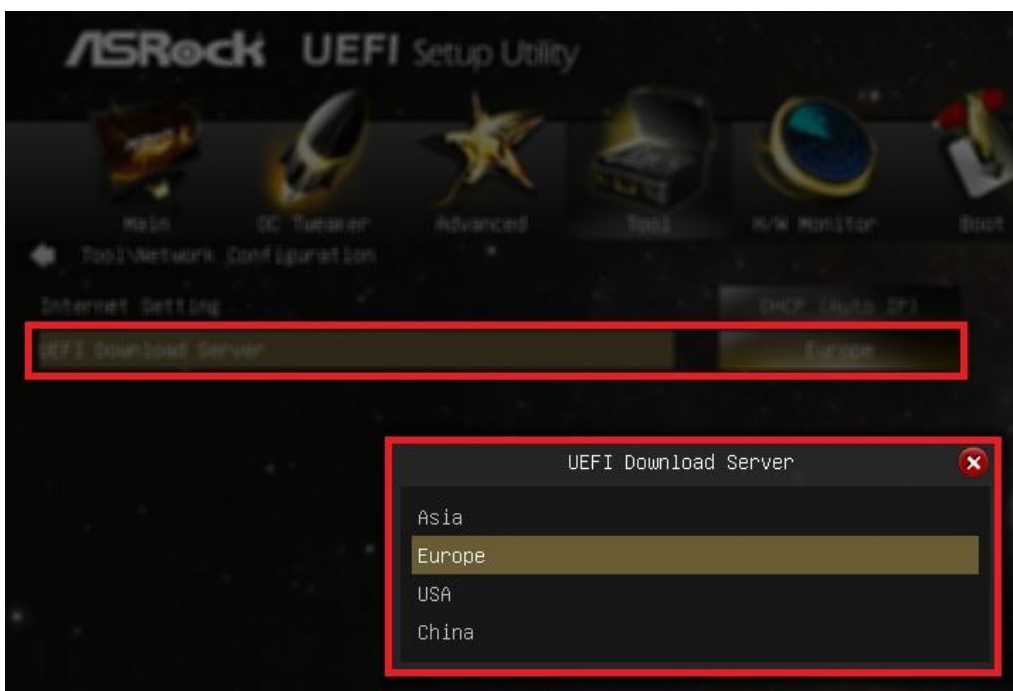 ASRock UEFI Setup Utility
Main OC Tweaker Advanced Tool H/W Monitor Boot
Tool\Network Configuration
Internet Setting DHCP (Auto IP)
UEFI Download Server Europe
UEFI Download Server
Asia
Europe
USA
China